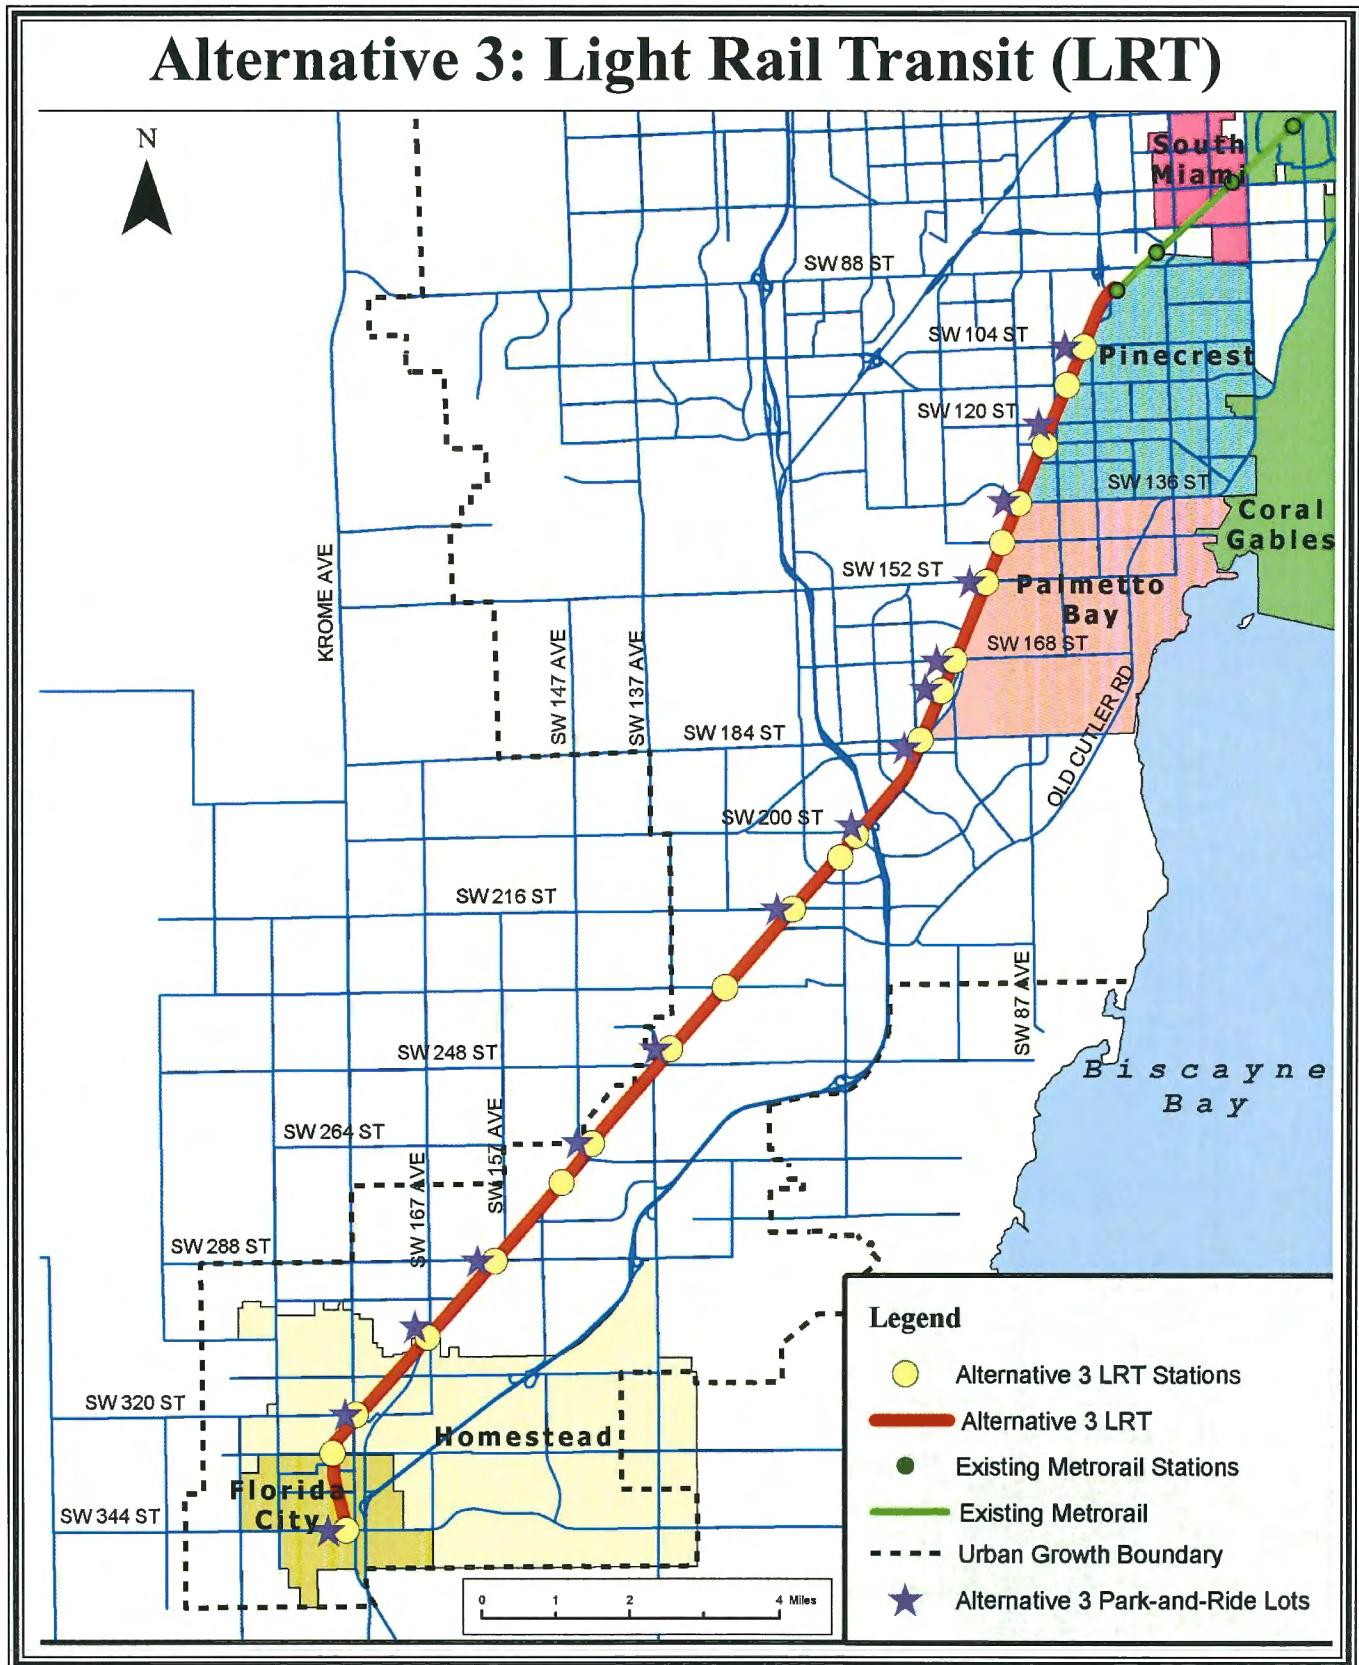 Alternative 3: Light Rail Transit (LRT)
N
South
Miami
SW 88 ST
SW 104 ST
Pinecrest
SW 120 ST
SW 136 ST
Coral
Gables
KROME AVE
SW 152 ST
Palmetto
Bay
SW 147 AVE
SW 137 AVE
SW 168 ST
OLD CUTLER RD
SW 184 ST
SW 200 ST
SW 216 ST
SW 87 AVE
SW 248 ST
Biscayne
Bay
SW 264 ST
SW 157 AVE
SW 167 AVE
SW 288 ST
SW 320 ST
Homestead
Florida
City
SW 344 ST
0 1 2 4 Miles
Legend
Alternative 3 LRT Stations
Alternative 3 LRT
Existing Metrorail Stations
Existing Metrorail
Urban Growth Boundary
Alternative 3 Park-and-Ride Lots